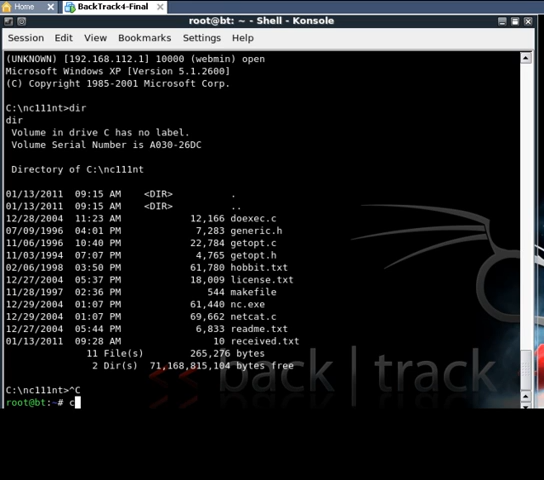 Home
BackTrack4-Final
root@bt: ~ - Shell - Konsole
Session Edit View Bookmarks Settings Help
(UNKNOWN) [192.168.112.1] 10000 (webmin) open
Microsoft Windows XP [Version 5.1.2600]
(C) Copyright 1985-2001 Microsoft Corp.
C:\nc111nt>dir
dir
Volume in drive C has no label.
Volume Serial Number is A030-26DC
Directory of C:\nc111nt
01/13/2011 09:15 AM <DIR> .
01/13/2011 09:15 AM <DIR> ..
12/28/2004 11:23 AM 12,166 doexec.c
07/09/1996 04:01 PM 7,283 generic.h
11/06/1996 10:40 PM 22,784 getopt.c
11/03/1994 07:07 PM 4,765 getopt.h
02/06/1998 03:50 PM 61,780 hobbit.txt
12/27/2004 05:37 PM 18,009 license.txt
11/28/1997 02:36 PM 544 makefile
12/29/2004 01:07 PM 61,440 nc.exe
12/29/2004 01:07 PM 69,662 netcat.c
12/27/2004 05:44 PM 6,833 readme.txt
01/13/2011 09:28 AM 10 received.txt
11 File(s) 265,276 bytes
2 Dir(s) 71,168,815,104 bytes free
<< back | track
C:\nc111nt>^C
root@bt:~# c